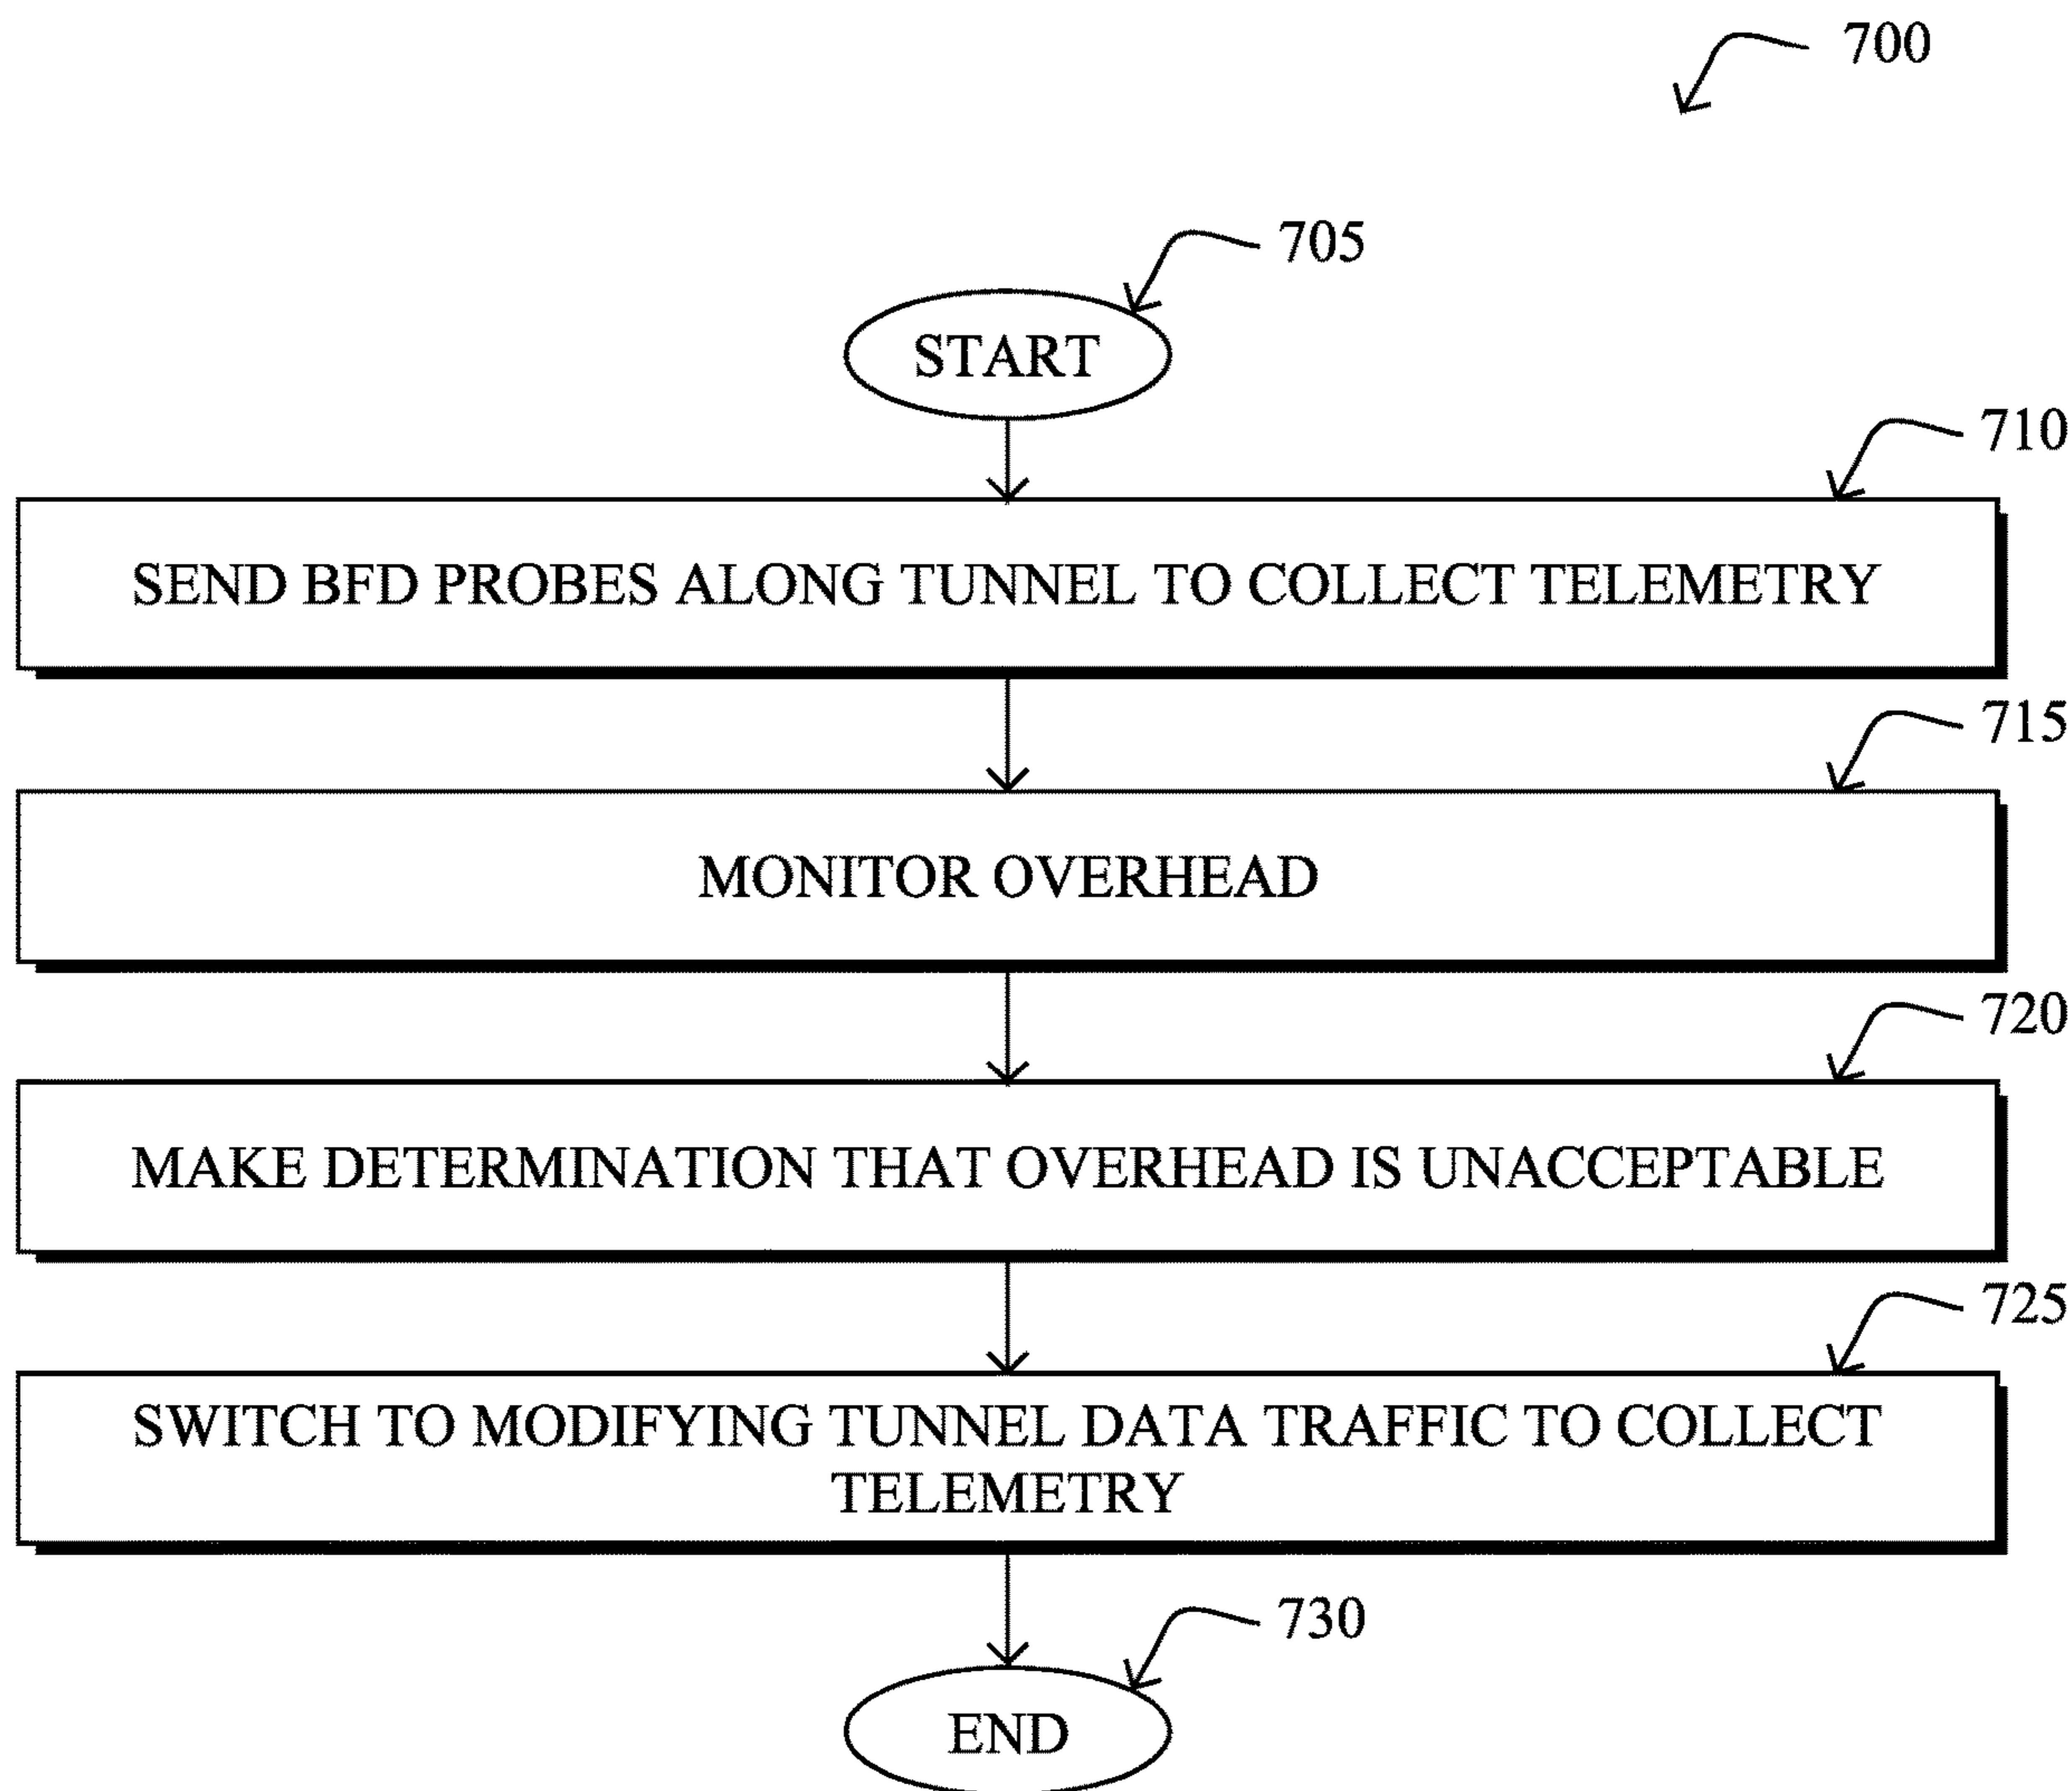 700
705
START
710
SEND BFD PROBES ALONG TUNNEL TO COLLECT TELEMETRY
715
MONITOR OVERHEAD
720
MAKE DETERMINATION THAT OVERHEAD IS UNACCEPTABLE
725
SWITCH TO MODIFYING TUNNEL DATA TRAFFIC TO COLLECT
TELEMETRY
730
END